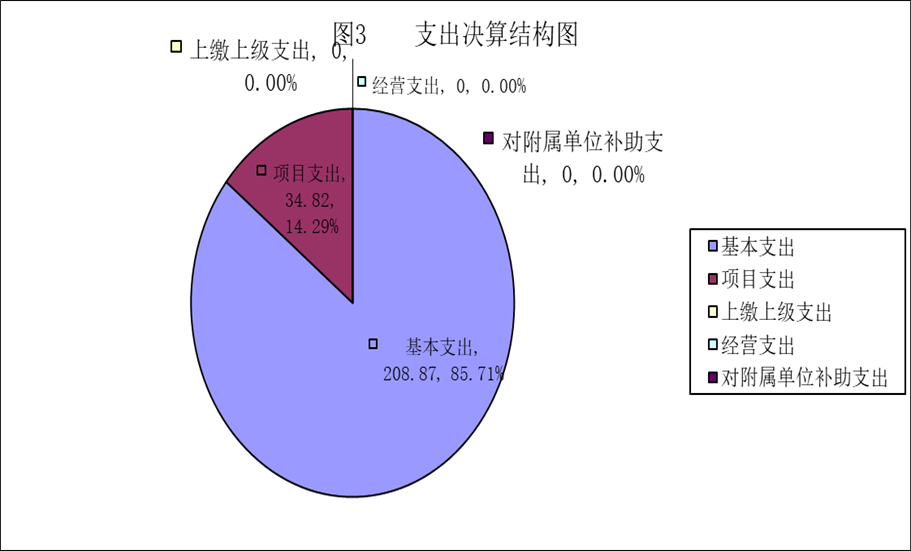 图3 支出决算结构图
上缴上级支出, 0,
0.00%
经营支出, 0, 0.00%
对附属单位补助支
出, 0, 0.00%
项目支出,
34.82,
14.29%
基本支出,
208.87, 85.71%
基本支出
项目支出
上缴上级支出
经营支出
对附属单位补助支出